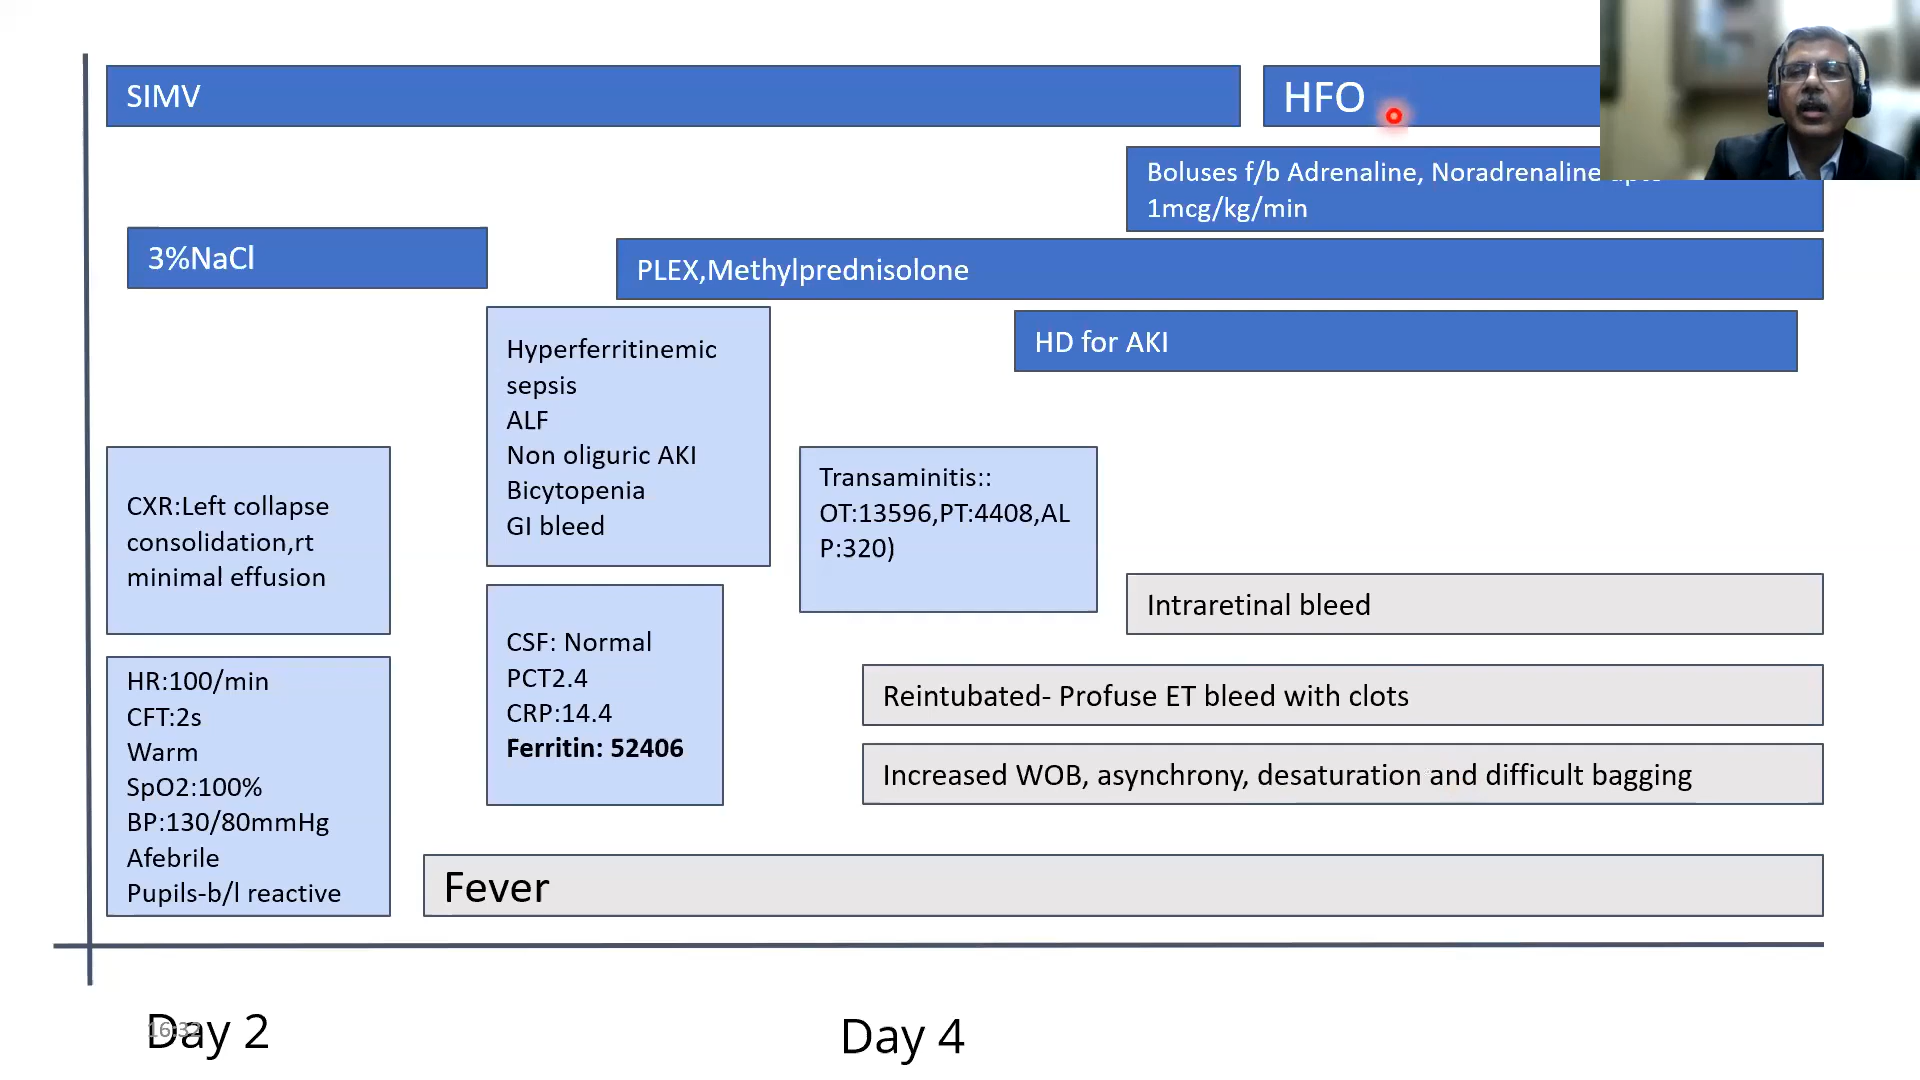 SIMV
HFO
Boluses f/b Adrenaline, Noradrenaline
1mcg/kg/min
3%NaCl
PLEX,Methylprednisolone
HD for AKI
Hyperferritinemic
sepsis
ALF
Non oliguric AKI
Bicytopenia
GI bleed
CXR:Left collapse
consolidation,rt
minimal effusion
Transaminitis::
OT:13596,PT:4408,AL
P:320)
CSF: Normal
PCT2.4
CRP:14.4
Ferritin: 52406
Intraretinal bleed
HR:100/min
CFT:2s
Warm
SpO2:100%
BP:130/80mmHg
Afebrile
Pupils-b/l reactive
Reintubated- Profuse ET bleed with clots
Increased WOB, asynchrony, desaturation and difficult bagging
Fever
Day 2
Day 4